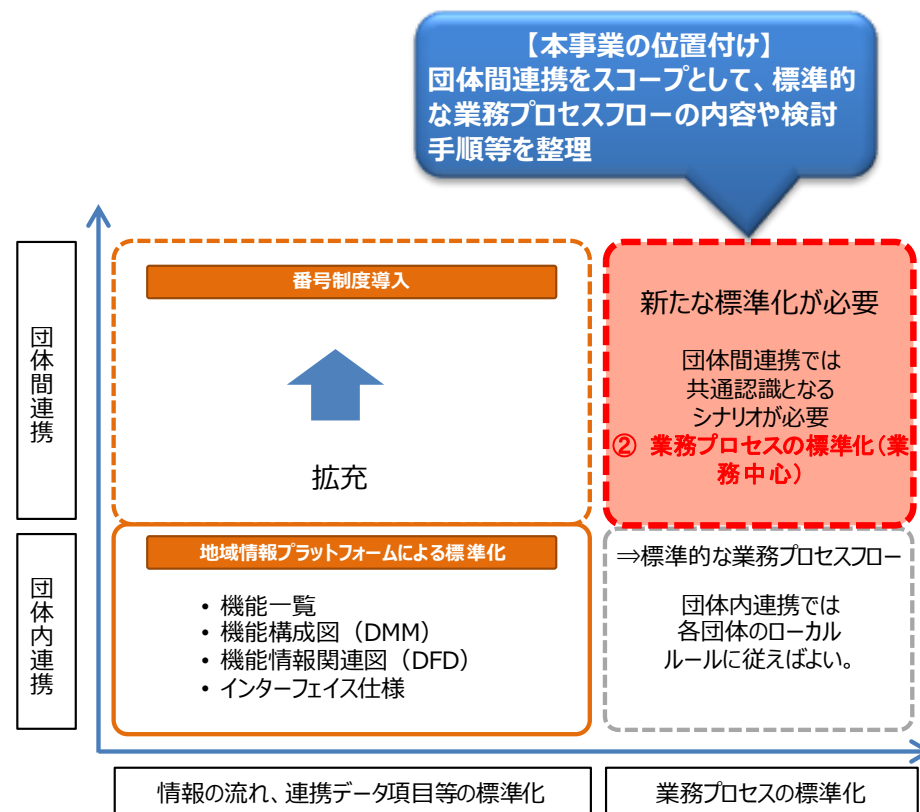 【本事業の位置付け】
団体間連携をスコープとして、標準的
な業務プロセスフローの内容や検討
手順等を整理
団体間連携
番号制度導入
拡充
新たな標準化が必要
団体間連携では
共通認識となる
シナリオが必要
② 業務プロセスの標準化（業
務中心）
団体内連携
地域情報プラットフォームによる標準化
• 機能一覧
• 機能構成図（DMM）
• 機能情報関連図（DFD）
• インターフェイス仕様
⇒標準的な業務プロセスフロー
団体内連携では
各団体のローカル
ルールに従えばよい。
情報の流れ、連携データ項目等の標準化
業務プロセスの標準化